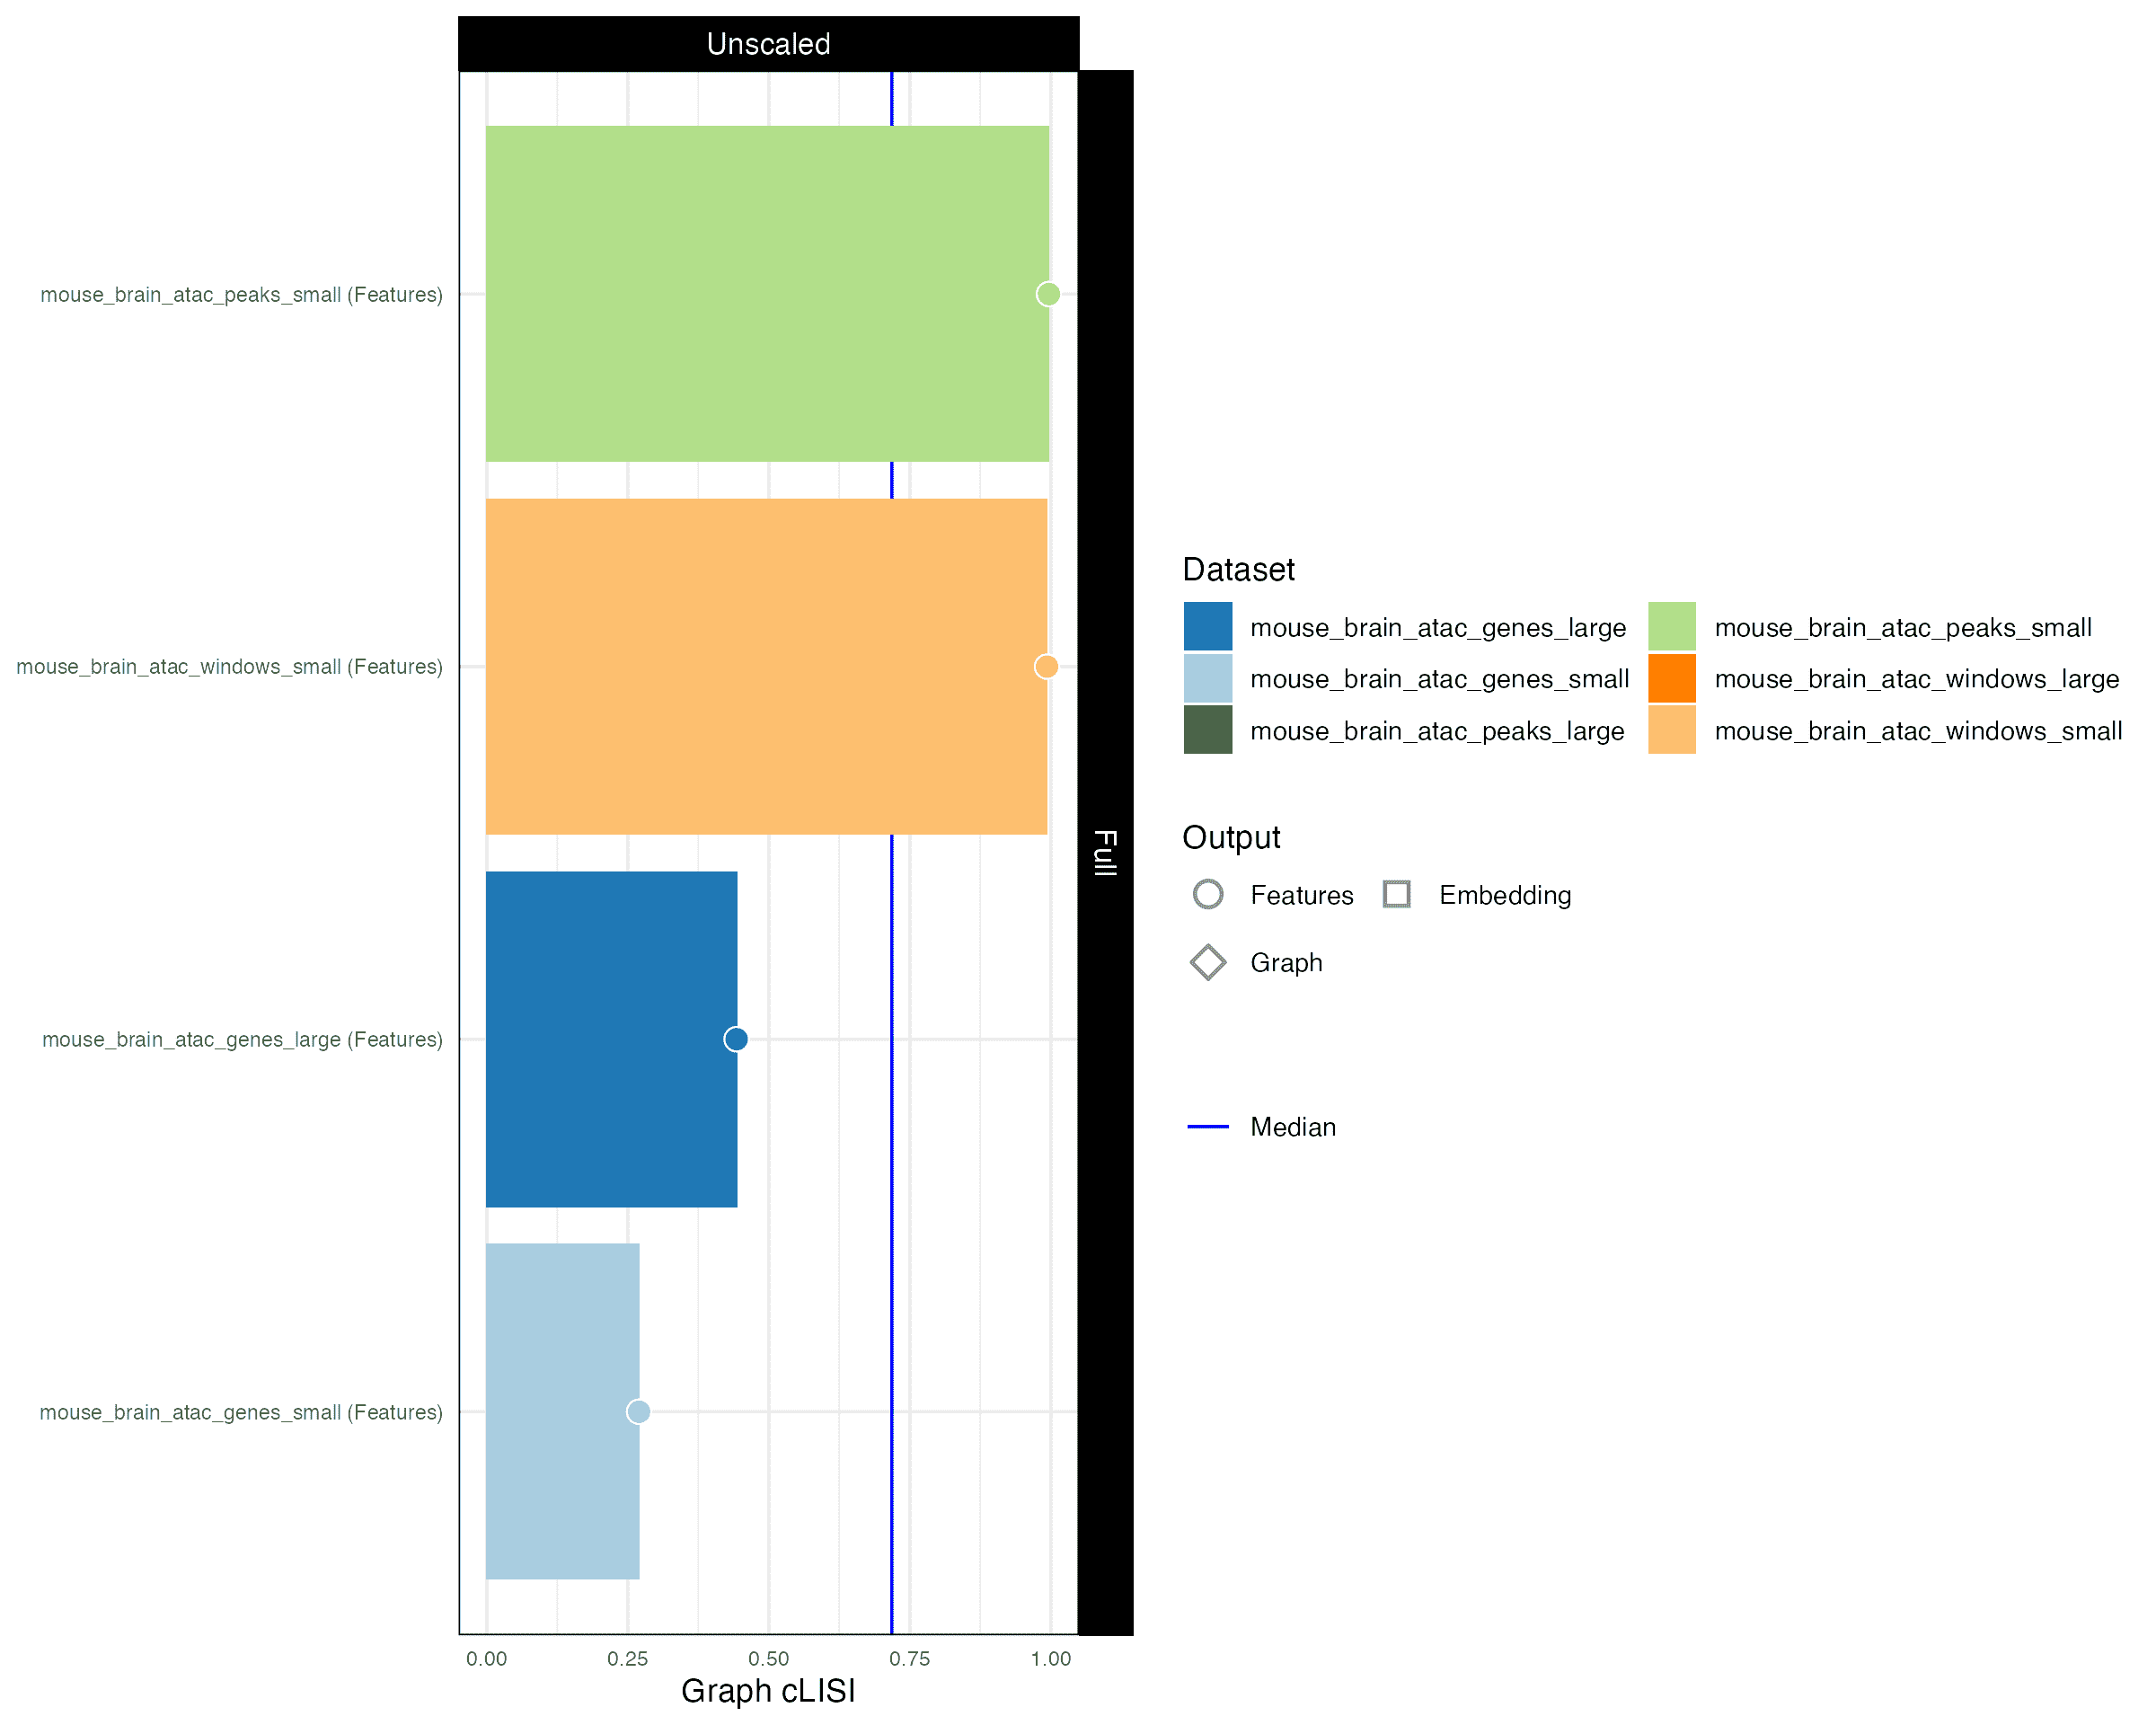 Unscaled
mouse_brain_atac_peaks_small (Features)
mouse_brain_atac_windows_small (Features)
mouse_brain_atac_genes_large (Features)
mouse_brain_atac_genes_small (Features)
0.00 0.25 0.50 0.75 1.00
Graph cLISI
Full
Dataset
mouse_brain_atac_genes_large mouse_brain_atac_peaks_small
mouse_brain_atac_genes_small mouse_brain_atac_windows_large
mouse_brain_atac_peaks_large mouse_brain_atac_windows_small
Output
Features Embedding
Graph
Median